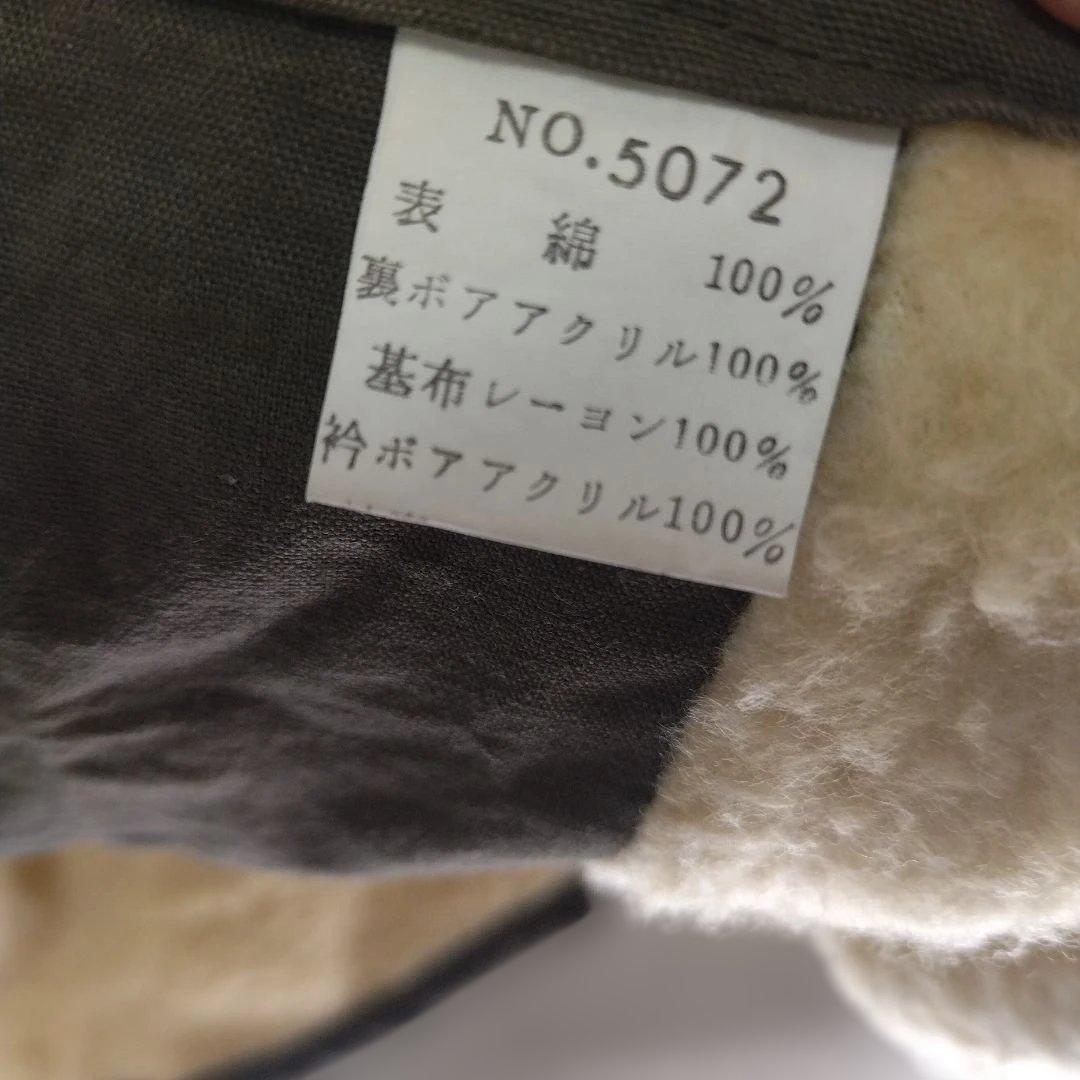 NO.5072
表 綿 100%
裏ボアアクリル100%
基布レーヨン100%
衿ボアアクリル100%